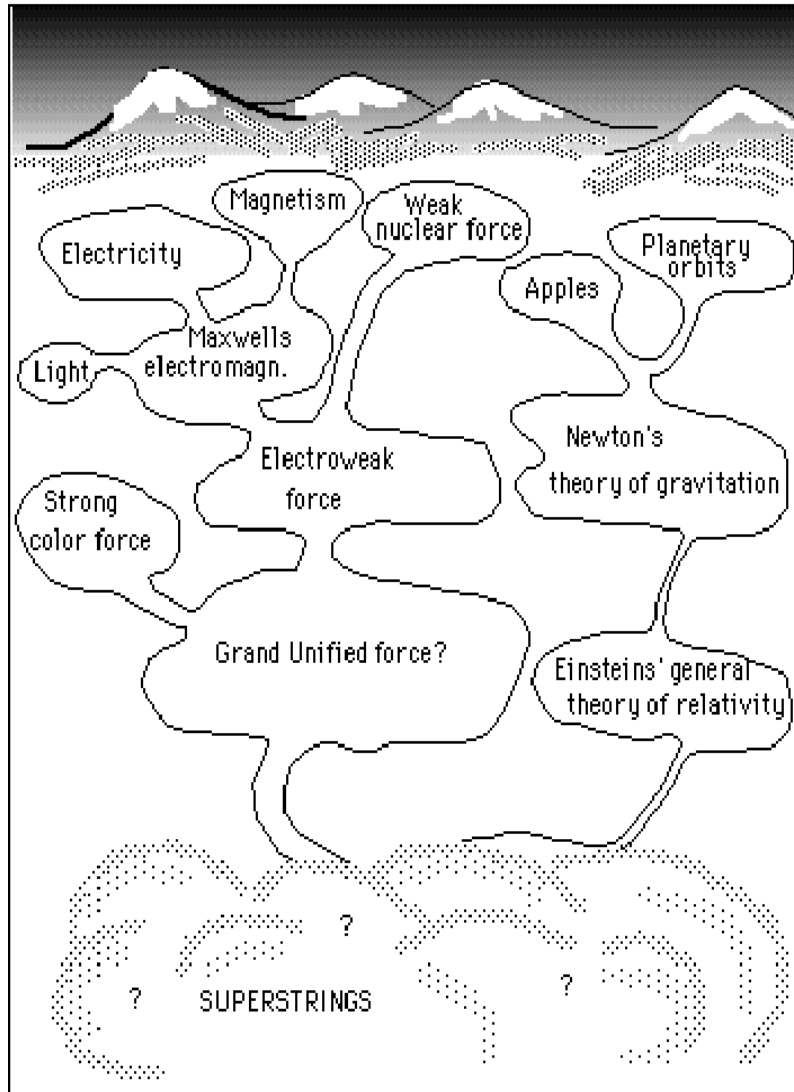 Magnetism
Weak
nuclear force
Electricity
Planetary
orbits
Apples
Maxwells
electromagn.
Light
Newton's
theory of gravitation
Electroweak
force
Strong
color force
Grand Unified force?
Einsteins' general
theory of relativity
?
?
SUPERSTRINGS
?